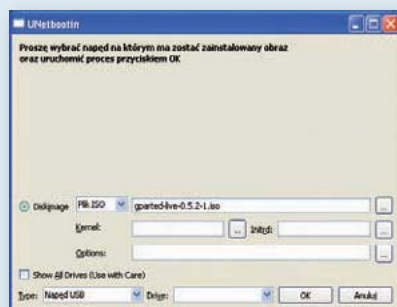 UNetbootin
Proszę wybrać napęd na którym ma zostać zainstalowany obraz
oraz uruchomić proces przyciskiem OK
Diskimage Plik ISO gparted-live-0.5.2-1.iso ...
Kernel: ... Initrd: ...
Options: ...
Show All Drives (Use with Care)
Type: Napęd USB Drive: OK Anuluj